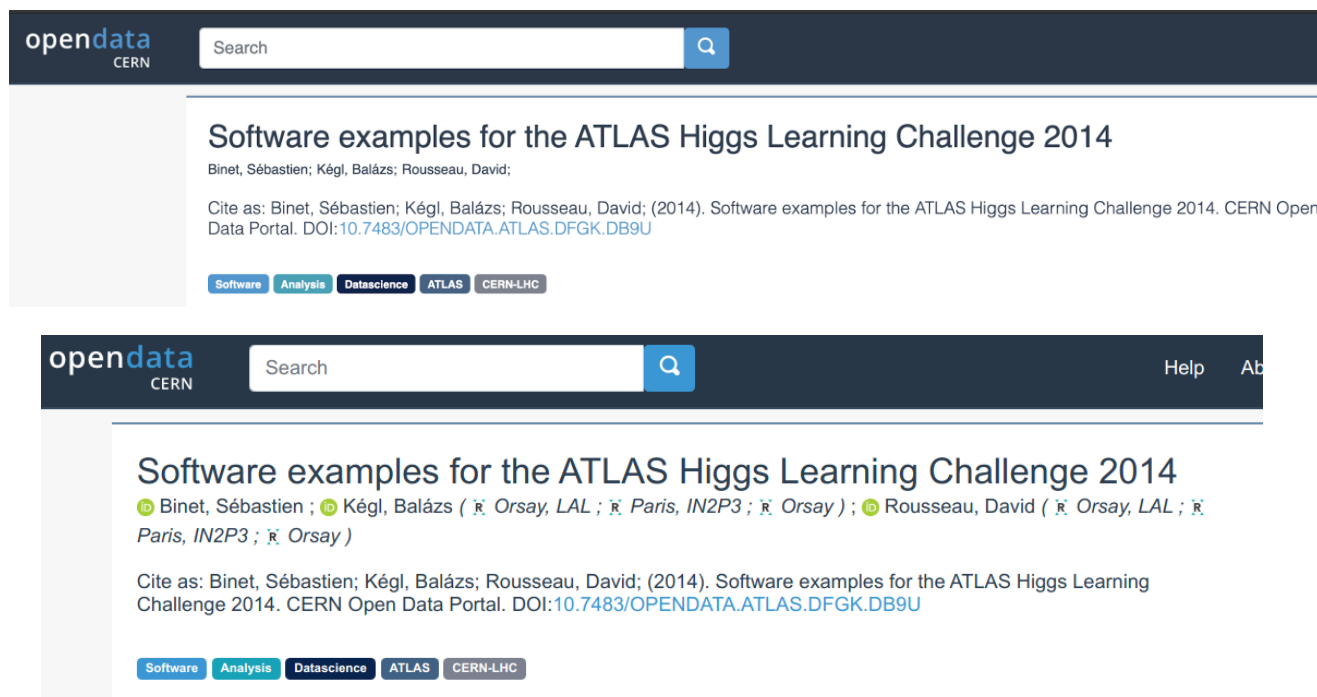 opendata
CERN
Search
Software examples for the ATLAS Higgs Learning Challenge 2014
Binet, Sébastien; Kégl, Balázs; Rousseau, David;
Cite as: Binet, Sébastien; Kégl, Balázs; Rousseau, David; (2014). Software examples for the ATLAS Higgs Learning Challenge 2014. CERN Open
Data Portal. DOI:10.7483/OPENDATA.ATLAS.DFGK.DB9U
Software Analysis Datascience ATLAS CERN-LHC
opendata
CERN
Search
Help Ab
Software examples for the ATLAS Higgs Learning Challenge 2014
iD Binet, Sébastien ; iD Kégl, Balázs ( R Orsay, LAL ; R Paris, IN2P3 ; R Orsay ) ; iD Rousseau, David ( R Orsay, LAL ; R
Paris, IN2P3 ; R Orsay )
Cite as: Binet, Sébastien; Kégl, Balázs; Rousseau, David; (2014). Software examples for the ATLAS Higgs Learning
Challenge 2014. CERN Open Data Portal. DOI:10.7483/OPENDATA.ATLAS.DFGK.DB9U
Software Analysis Datascience ATLAS CERN-LHC